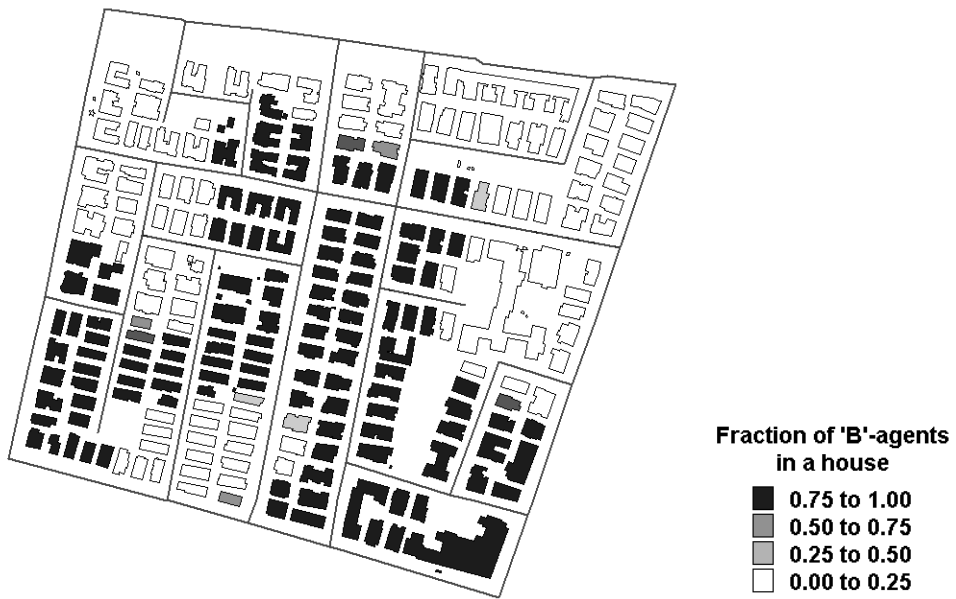 Fraction of 'B'-agents
in a house
0.75 to 1.00
0.50 to 0.75
0.25 to 0.50
0.00 to 0.25